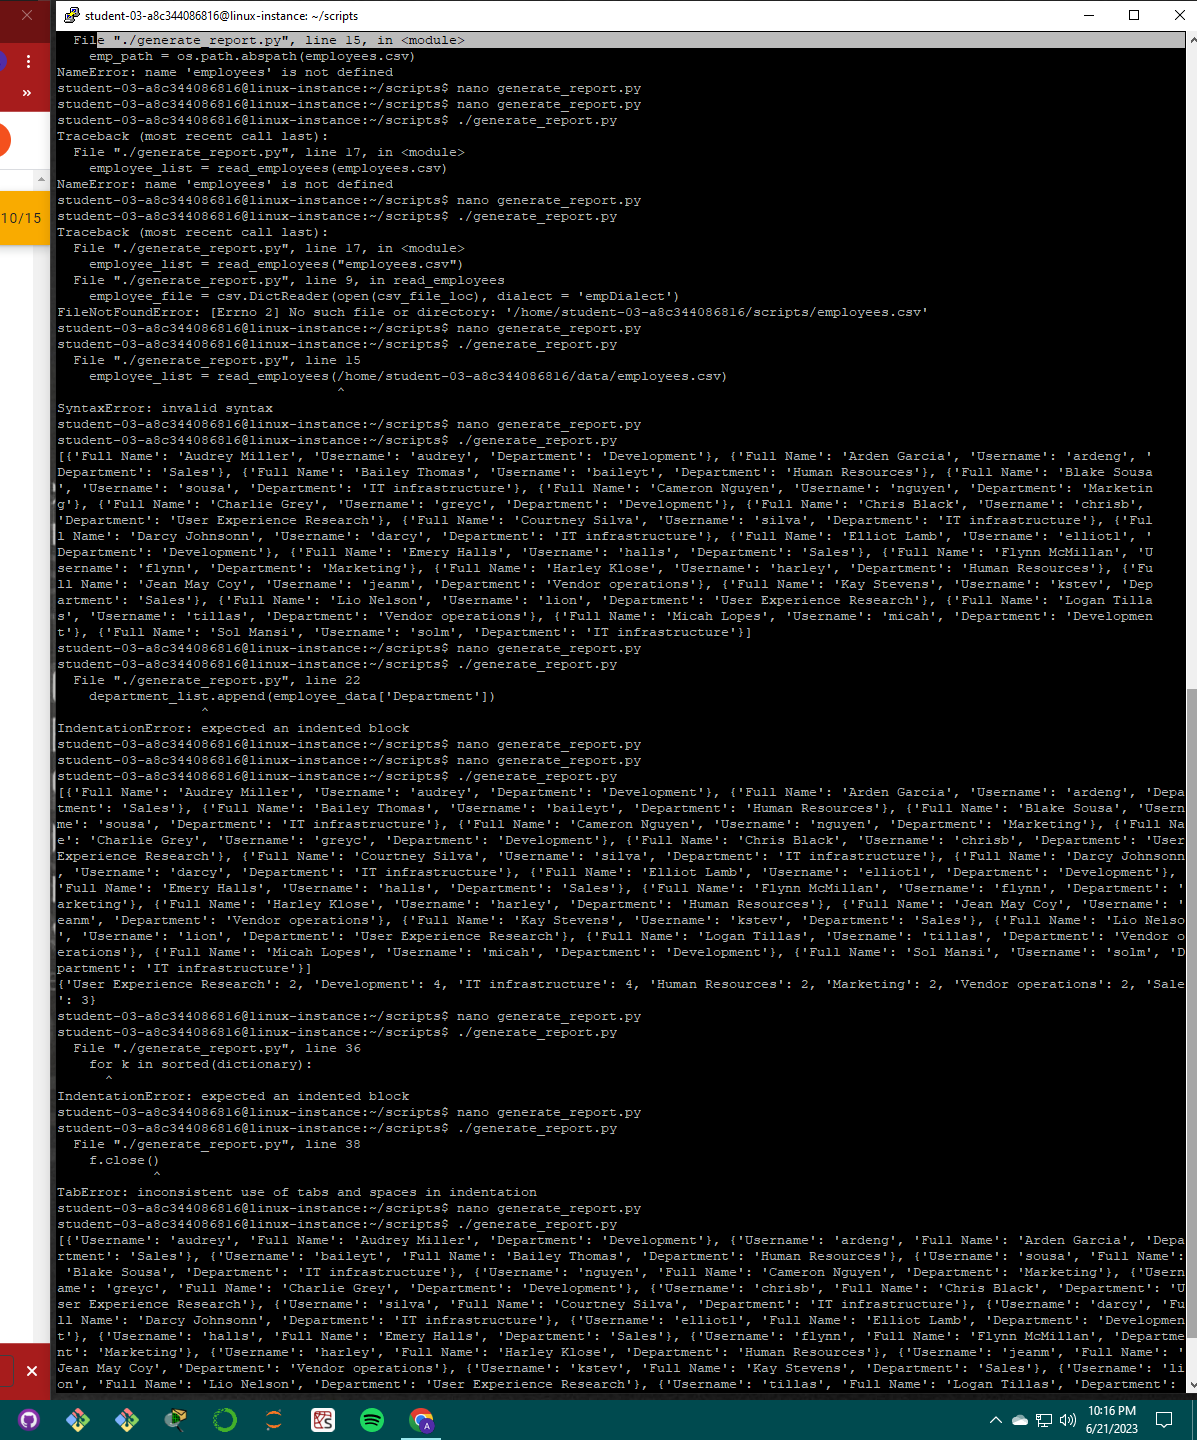 student-03-a8c344086816@linux-instance: ~/scripts
File "./generate_report.py", line 15, in <module>
emp_path = os.path.abspath(employees.csv)
NameError: name 'employees' is not defined
student-03-a8c344086816@linux-instance:~/scripts$ nano generate_report.py
student-03-a8c344086816@linux-instance:~/scripts$ nano generate_report.py
student-03-a8c344086816@linux-instance:~/scripts$ ./generate_report.py
Traceback (most recent call last):
File "./generate_report.py", line 17, in <module>
employee_list = read_employees(employees.csv)
NameError: name 'employees' is not defined
student-03-a8c344086816@linux-instance:~/scripts$ nano generate_report.py
student-03-a8c344086816@linux-instance:~/scripts$ ./generate_report.py
Traceback (most recent call last):
File "./generate_report.py", line 17, in <module>
employee_list = read_employees("employees.csv")
File "./generate_report.py", line 9, in read_employees
employee_file = csv.DictReader(open(csv_file_loc), dialect = 'empDialect')
FileNotFoundError: [Errno 2] No such file or directory: '/home/student-03-a8c344086816/scripts/employees.csv'
student-03-a8c344086816@linux-instance:~/scripts$ nano generate_report.py
student-03-a8c344086816@linux-instance:~/scripts$ ./generate_report.py
File "./generate_report.py", line 15
employee_list = read_employees(/home/student-03-a8c344086816/data/employees.csv)
^
SyntaxError: invalid syntax
student-03-a8c344086816@linux-instance:~/scripts$ nano generate_report.py
student-03-a8c344086816@linux-instance:~/scripts$ ./generate_report.py
[{'Full Name': 'Audrey Miller', 'Username': 'audrey', 'Department': 'Development'}, {'Full Name': 'Arden Garcia', 'Username': 'ardeng', '
Department': 'Sales'}, {'Full Name': 'Bailey Thomas', 'Username': 'baileyt', 'Department': 'Human Resources'}, {'Full Name': 'Blake Sousa
', 'Username': 'sousa', 'Department': 'IT infrastructure'}, {'Full Name': 'Cameron Nguyen', 'Username': 'nguyen', 'Department': 'Marketin
g'}, {'Full Name': 'Charlie Grey', 'Username': 'greyc', 'Department': 'Development'}, {'Full Name': 'Chris Black', 'Username': 'chrisb',
'Department': 'User Experience Research'}, {'Full Name': 'Courtney Silva', 'Username': 'silva', 'Department': 'IT infrastructure'}, {'Ful
l Name': 'Darcy Johnsonn', 'Username': 'darcy', 'Department': 'IT infrastructure'}, {'Full Name': 'Elliot Lamb', 'Username': 'elliotl', '
Department': 'Development'}, {'Full Name': 'Emery Halls', 'Username': 'halls', 'Department': 'Sales'}, {'Full Name': 'Flynn McMillan', 'U
sername': 'flynn', 'Department': 'Marketing'}, {'Full Name': 'Harley Klose', 'Username': 'harley', 'Department': 'Human Resources'}, {'Fu
ll Name': 'Jean May Coy', 'Username': 'jeanm', 'Department': 'Vendor operations'}, {'Full Name': 'Kay Stevens', 'Username': 'kstev', 'Dep
artment': 'Sales'}, {'Full Name': 'Lio Nelson', 'Username': 'lion', 'Department': 'User Experience Research'}, {'Full Name': 'Logan Tilla
s', 'Username': 'tillas', 'Department': 'Vendor operations'}, {'Full Name': 'Micah Lopes', 'Username': 'micah', 'Department': 'Developmen
t'}, {'Full Name': 'Sol Mansi', 'Username': 'solm', 'Department': 'IT infrastructure'}]
student-03-a8c344086816@linux-instance:~/scripts$ nano generate_report.py
student-03-a8c344086816@linux-instance:~/scripts$ ./generate_report.py
File "./generate_report.py", line 22
department_list.append(employee_data['Department'])
^
IndentationError: expected an indented block
student-03-a8c344086816@linux-instance:~/scripts$ nano generate_report.py
student-03-a8c344086816@linux-instance:~/scripts$ nano generate_report.py
student-03-a8c344086816@linux-instance:~/scripts$ ./generate_report.py
[{'Full Name': 'Audrey Miller', 'Username': 'audrey', 'Department': 'Development'}, {'Full Name': 'Arden Garcia', 'Username': 'ardeng', 'Depa
tment': 'Sales'}, {'Full Name': 'Bailey Thomas', 'Username': 'baileyt', 'Department': 'Human Resources'}, {'Full Name': 'Blake Sousa', 'Usern
me': 'sousa', 'Department': 'IT infrastructure'}, {'Full Name': 'Cameron Nguyen', 'Username': 'nguyen', 'Department': 'Marketing'}, {'Full Na
e': 'Charlie Grey', 'Username': 'greyc', 'Department': 'Development'}, {'Full Name': 'Chris Black', 'Username': 'chrisb', 'Department': 'User
Experience Research'}, {'Full Name': 'Courtney Silva', 'Username': 'silva', 'Department': 'IT infrastructure'}, {'Full Name': 'Darcy Johnsonn
, 'Username': 'darcy', 'Department': 'IT infrastructure'}, {'Full Name': 'Elliot Lamb', 'Username': 'elliotl', 'Department': 'Development'},
'Full Name': 'Emery Halls', 'Username': 'halls', 'Department': 'Sales'}, {'Full Name': 'Flynn McMillan', 'Username': 'flynn', 'Department': '
arketing'}, {'Full Name': 'Harley Klose', 'Username': 'harley', 'Department': 'Human Resources'}, {'Full Name': 'Jean May Coy', 'Username': '
eanm', 'Department': 'Vendor operations'}, {'Full Name': 'Kay Stevens', 'Username': 'kstev', 'Department': 'Sales'}, {'Full Name': 'Lio Nelso
', 'Username': 'lion', 'Department': 'User Experience Research'}, {'Full Name': 'Logan Tillas', 'Username': 'tillas', 'Department': 'Vendor o
erations'}, {'Full Name': 'Micah Lopes', 'Username': 'micah', 'Department': 'Development'}, {'Full Name': 'Sol Mansi', 'Username': 'solm', 'D
partment': 'IT infrastructure'}]
{'User Experience Research': 2, 'Development': 4, 'IT infrastructure': 4, 'Human Resources': 2, 'Marketing': 2, 'Vendor operations': 2, 'Sale
': 3}
student-03-a8c344086816@linux-instance:~/scripts$ nano generate_report.py
student-03-a8c344086816@linux-instance:~/scripts$ ./generate_report.py
File "./generate_report.py", line 36
for k in sorted(dictionary):
^
IndentationError: expected an indented block
student-03-a8c344086816@linux-instance:~/scripts$ nano generate_report.py
student-03-a8c344086816@linux-instance:~/scripts$ ./generate_report.py
File "./generate_report.py", line 38
f.close()
^
TabError: inconsistent use of tabs and spaces in indentation
student-03-a8c344086816@linux-instance:~/scripts$ nano generate_report.py
student-03-a8c344086816@linux-instance:~/scripts$ ./generate_report.py
[{'Username': 'audrey', 'Full Name': 'Audrey Miller', 'Department': 'Development'}, {'Username': 'ardeng', 'Full Name': 'Arden Garcia', 'Depa
rtment': 'Sales'}, {'Username': 'baileyt', 'Full Name': 'Bailey Thomas', 'Department': 'Human Resources'}, {'Username': 'sousa', 'Full Name':
'Blake Sousa', 'Department': 'IT infrastructure'}, {'Username': 'nguyen', 'Full Name': 'Cameron Nguyen', 'Department': 'Marketing'}, {'Usern
ame': 'greyc', 'Full Name': 'Charlie Grey', 'Department': 'Development'}, {'Username': 'chrisb', 'Full Name': 'Chris Black', 'Department': 'U
ser Experience Research'}, {'Username': 'silva', 'Full Name': 'Courtney Silva', 'Department': 'IT infrastructure'}, {'Username': 'darcy', 'Fu
ll Name': 'Darcy Johnsonn', 'Department': 'IT infrastructure'}, {'Username': 'elliotl', 'Full Name': 'Elliot Lamb', 'Department': 'Developmen
t'}, {'Username': 'halls', 'Full Name': 'Emery Halls', 'Department': 'Sales'}, {'Username': 'flynn', 'Full Name': 'Flynn McMillan', 'Departme
nt': 'Marketing'}, {'Username': 'harley', 'Full Name': 'Harley Klose', 'Department': 'Human Resources'}, {'Username': 'jeanm', 'Full Name': '
Jean May Coy', 'Department': 'Vendor operations'}, {'Username': 'kstev', 'Full Name': 'Kay Stevens', 'Department': 'Sales'}, {'Username': 'li
on', 'Full Name': 'Lio Nelson', 'Department': 'User Experience Research'}, {'Username': 'tillas', 'Full Name': 'Logan Tillas', 'Department':
10/15
10:16 PM
6/21/2023